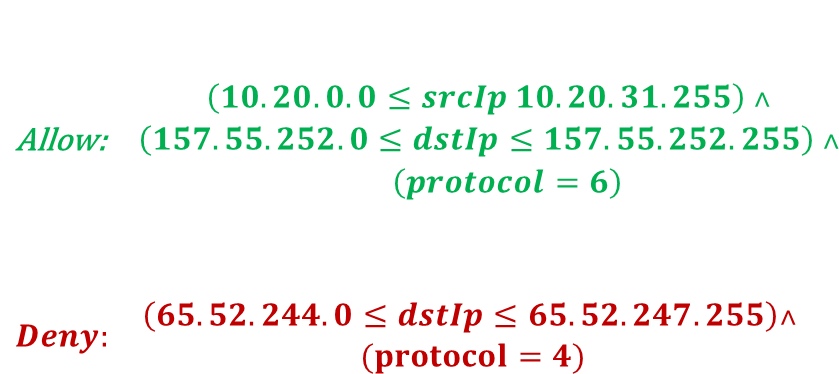 (10.20.0.0 ≤ srcIp 10.20.31.255) ∧
Allow: (157.55.252.0 ≤ dstIp ≤ 157.55.252.255) ∧
(protocol = 6)
(65.52.244.0 ≤ dstIp ≤ 65.52.247.255)∧
Deny:
(protocol = 4)